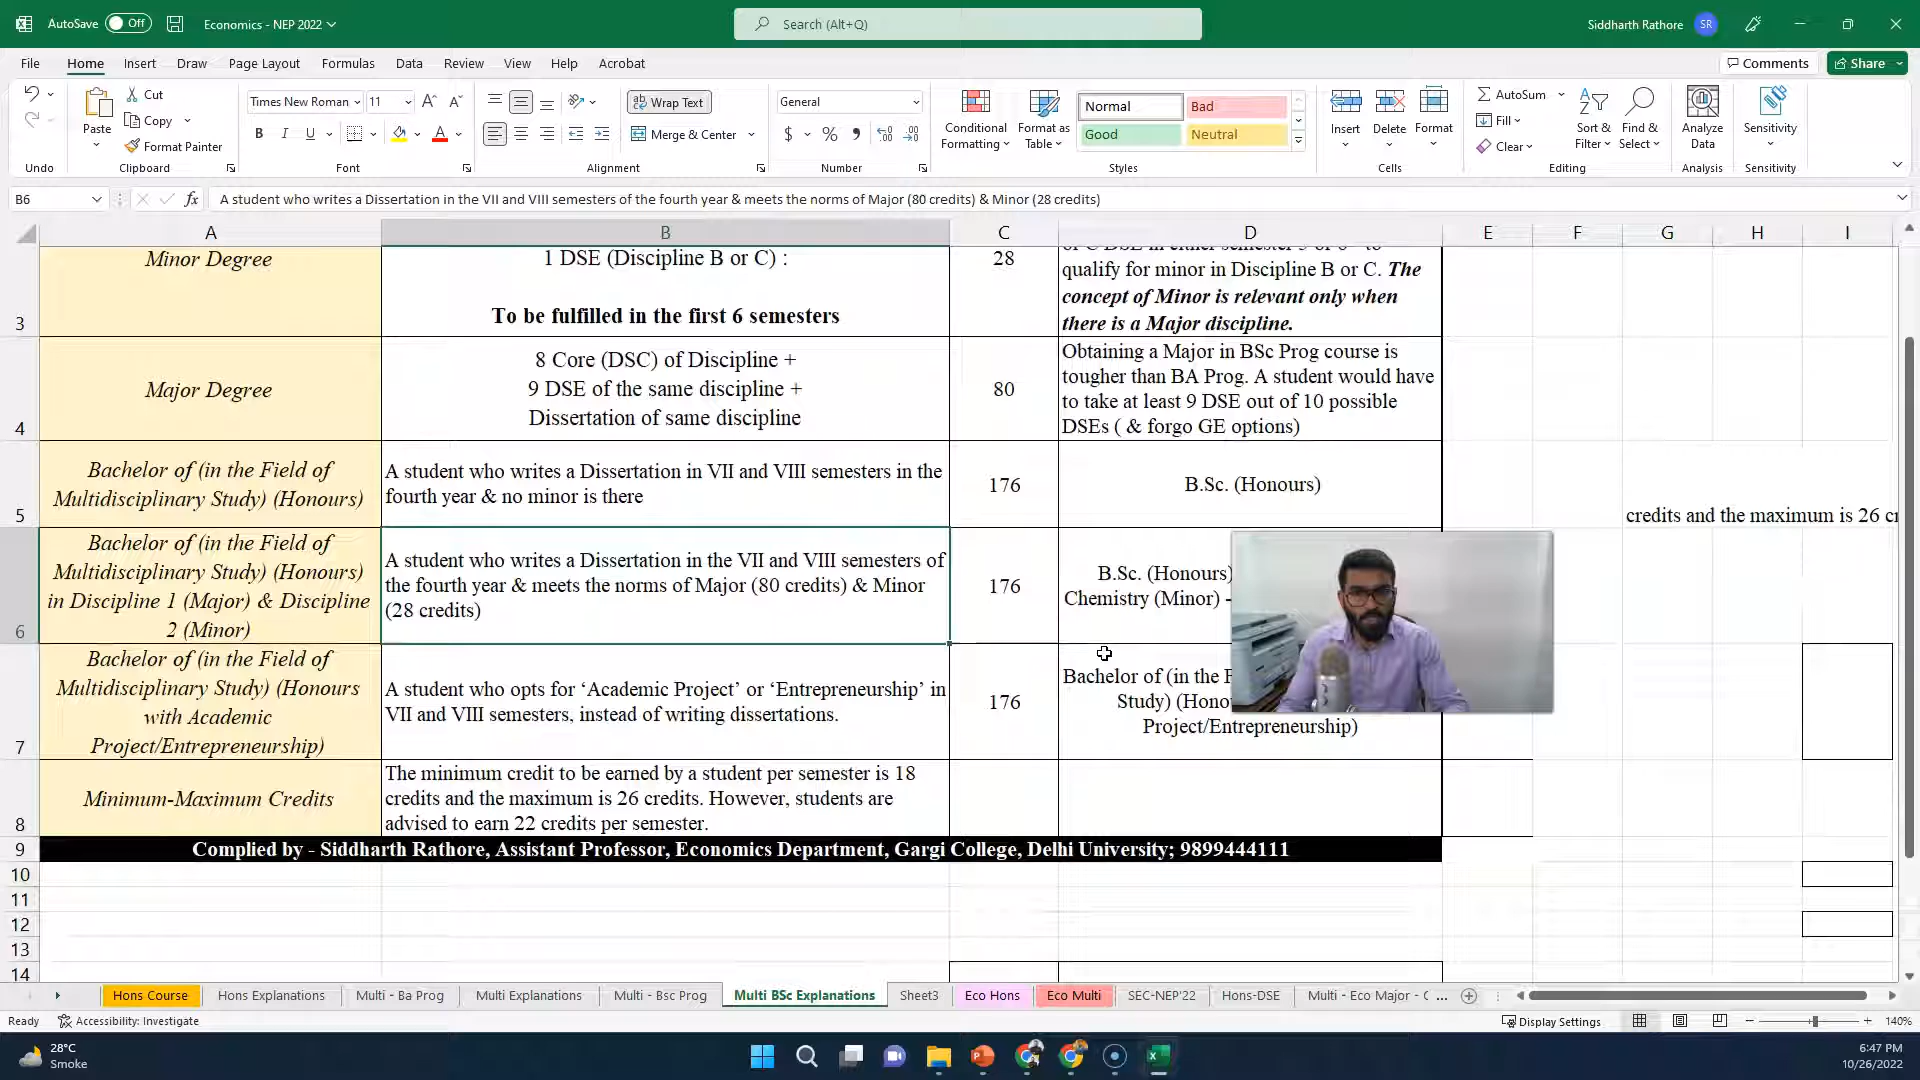 AutoSave Off Economics - NEP 2022 Search (Alt+Q) Siddharth Rathore SR
File Home Insert Draw Page Layout Formulas Data Review View Help Acrobat Comments Share
Paste Cut Copy Format Painter
Times New Roman 11
B I U A
Wrap Text
Merge & Center
General
$ % ,
Conditional Formatting Format as Table
Normal Bad
Good Neutral
Insert Delete Format
AutoSum
Fill
Clear
Sort & Filter Find & Select
Analyze Data
Sensitivity
Undo Clipboard Font Alignment Number Styles Cells Editing Analysis Sensitivity
B6 fx A student who writes a Dissertation in the VII and VIII semesters of the fourth year & meets the norms of Major (80 credits) & Minor (28 credits)
A B C D E F G H I
3
Minor Degree
1 DSE (Discipline B or C) :
To be fulfilled in the first 6 semesters
28
qualify for minor in Discipline B or C. The
concept of Minor is relevant only when
there is a Major discipline.
4
Major Degree
8 Core (DSC) of Discipline +
9 DSE of the same discipline +
Dissertation of same discipline
80
Obtaining a Major in BSc Prog course is
tougher than BA Prog. A student would have
to take at least 9 DSE out of 10 possible
DSEs ( & forgo GE options)
5
Bachelor of (in the Field of
Multidisciplinary Study) (Honours)
A student who writes a Dissertation in VII and VIII semesters in the
fourth year & no minor is there
176
B.Sc. (Honours)
credits and the maximum is 26 cr
6
Bachelor of (in the Field of
Multidisciplinary Study) (Honours)
in Discipline 1 (Major) & Discipline
2 (Minor)
A student who writes a Dissertation in the VII and VIII semesters of
the fourth year & meets the norms of Major (80 credits) & Minor
(28 credits)
176
B.Sc. (Honours)
Chemistry (Minor) -
7
Bachelor of (in the Field of
Multidisciplinary Study) (Honours
with Academic
Project/Entrepreneurship)
A student who opts for ‘Academic Project’ or ‘Entrepreneurship’ in
VII and VIII semesters, instead of writing dissertations.
176
Bachelor of (in the F
Study) (Hono
Project/Entrepreneurship)
8
Minimum-Maximum Credits
The minimum credit to be earned by a student per semester is 18
credits and the maximum is 26 credits. However, students are
advised to earn 22 credits per semester.
9
Complied by - Siddharth Rathore, Assistant Professor, Economics Department, Gargi College, Delhi University; 9899444111
10
11
12
13
14
Hons Course Hons Explanations Multi - Ba Prog Multi Explanations Multi - Bsc Prog Multi BSc Explanations Sheet3 Eco Hons Eco Multi SEC-NEP'22 Hons-DSE Multi - Eco Major - C ...
Ready Accessibility: Investigate Display Settings 140%
28°C
Smoke
6:47 PM
10/26/2022